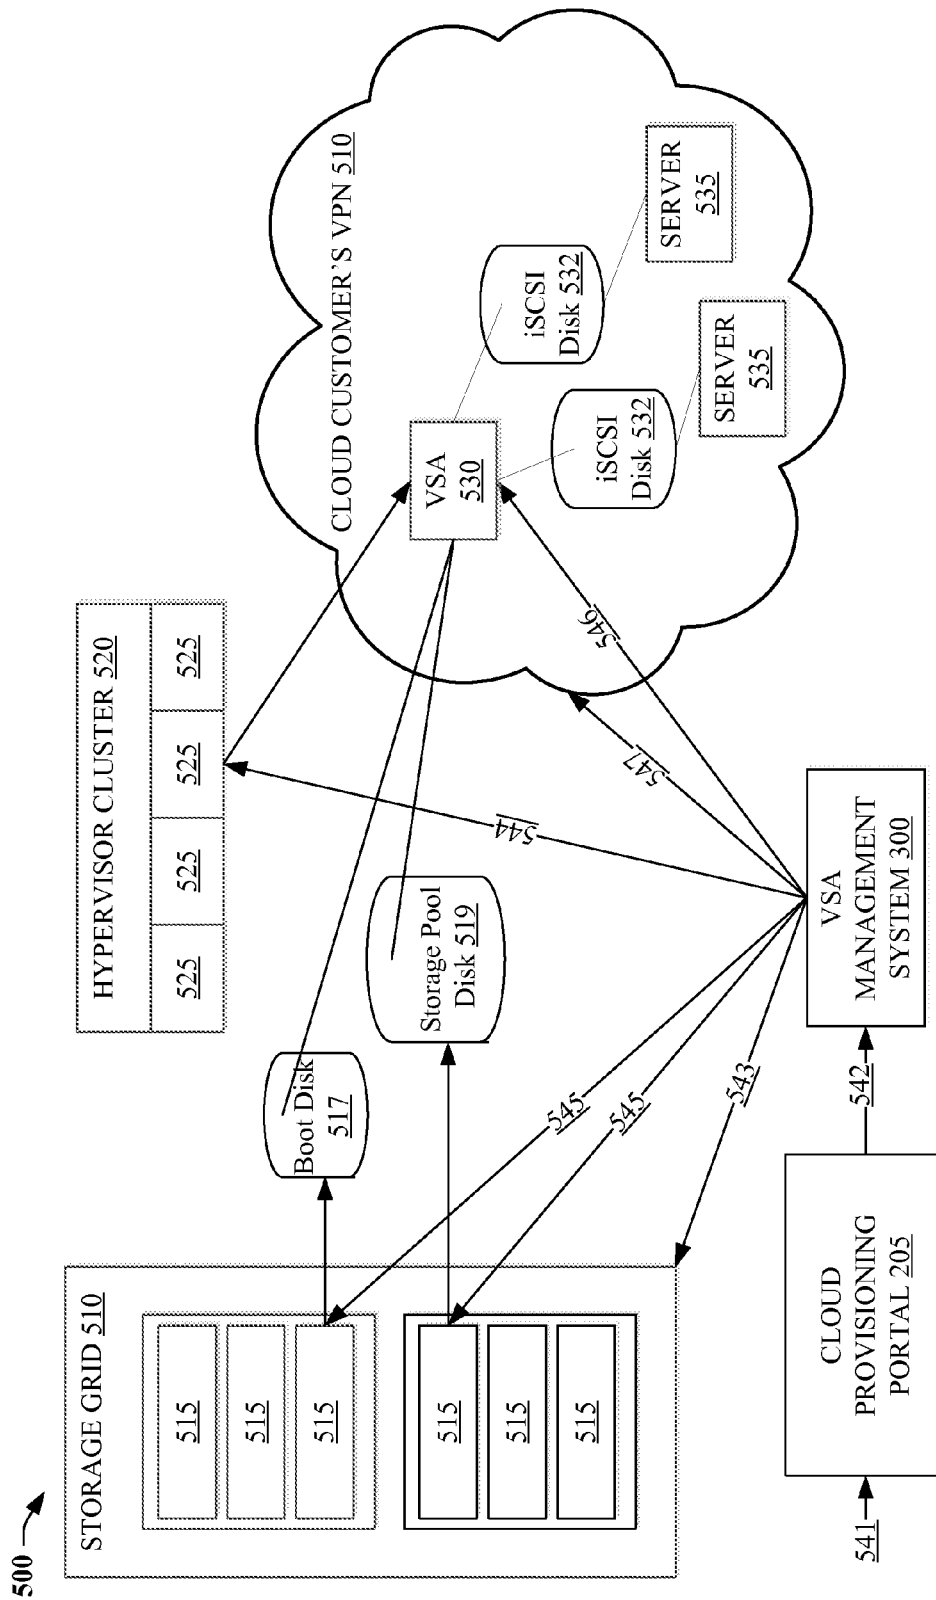 500
STORAGE GRID 510
515
515
515
515
515
515
Boot Disk
517
Storage Pool
Disk 519
HYPERVISOR CLUSTER 520
525
525
525
525
CLOUD CUSTOMER'S VPN 510
VSA
530
iSCSI
Disk 532
iSCSI
Disk 532
SERVER
535
SERVER
535
541
CLOUD
PROVISIONING
PORTAL 205
542
VSA
MANAGEMENT
SYSTEM 300
543
545
545
544
547
546